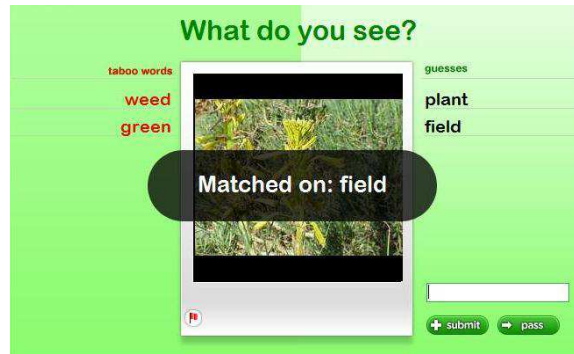 What do you see?
taboo words
weed
green
guesses
plant
field
Matched on: field
submit
pass